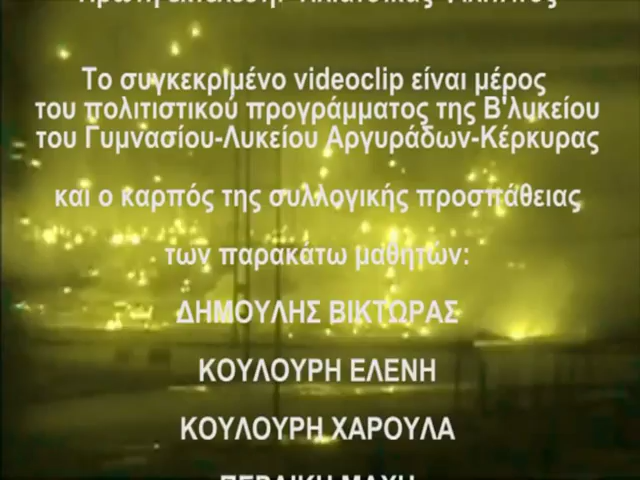 Το συγκεκριμένο videoclip είναι μέρος
του πολιτιστικού προγράμματος της Β'λυκείου
του Γυμνασίου-Λυκείου Αργυράδων-Κέρκυρας
και ο καρπός της συλλογικής προσπάθειας
των παρακάτω μαθητών:
ΔΗΜΟΥΛΗΣ ΒΙΚΤΩΡΑΣ
ΚΟΥΛΟΥΡΗ ΕΛΕΝΗ
ΚΟΥΛΟΥΡΗ ΧΑΡΟΥΛΑ